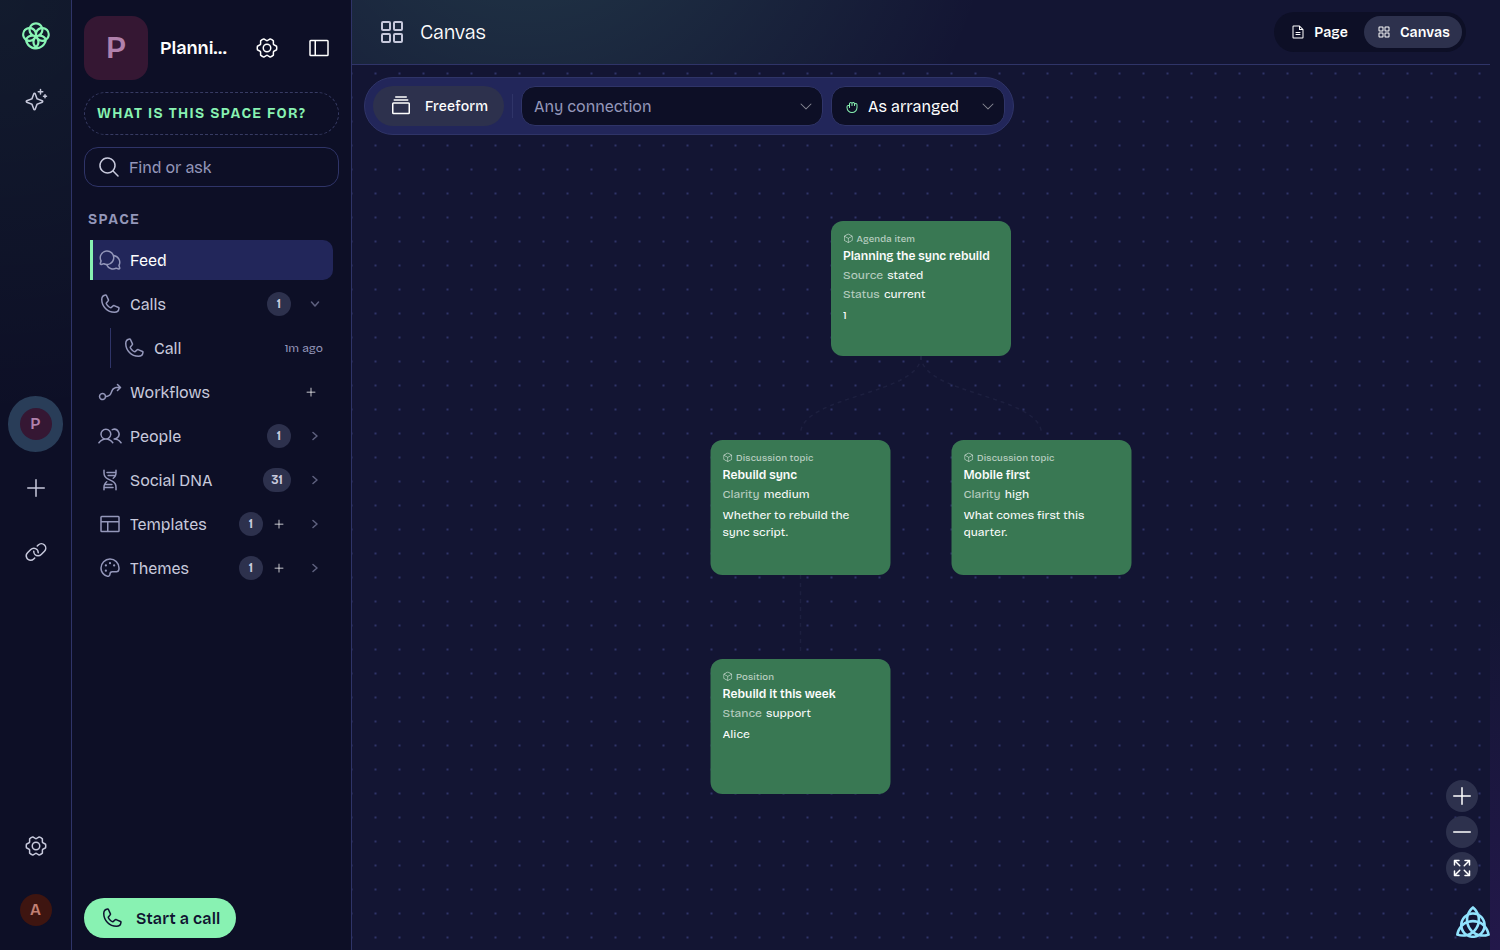 Canvas
Page
Canvas
P
Planni...
WHAT IS THIS SPACE FOR?
Find or ask
SPACE
Feed
Calls
1
Call
1m ago
Workflows
People
1
Social DNA
31
Templates
1
Themes
1
P
A
Start a call
Freeform
Any connection
As arranged
Agenda item
Planning the sync rebuild
Source stated
Status current
1
Discussion topic
Rebuild sync
Clarity medium
Whether to rebuild the
sync script.
Discussion topic
Mobile first
Clarity high
What comes first this
quarter.
Position
Rebuild it this week
Stance support
Alice